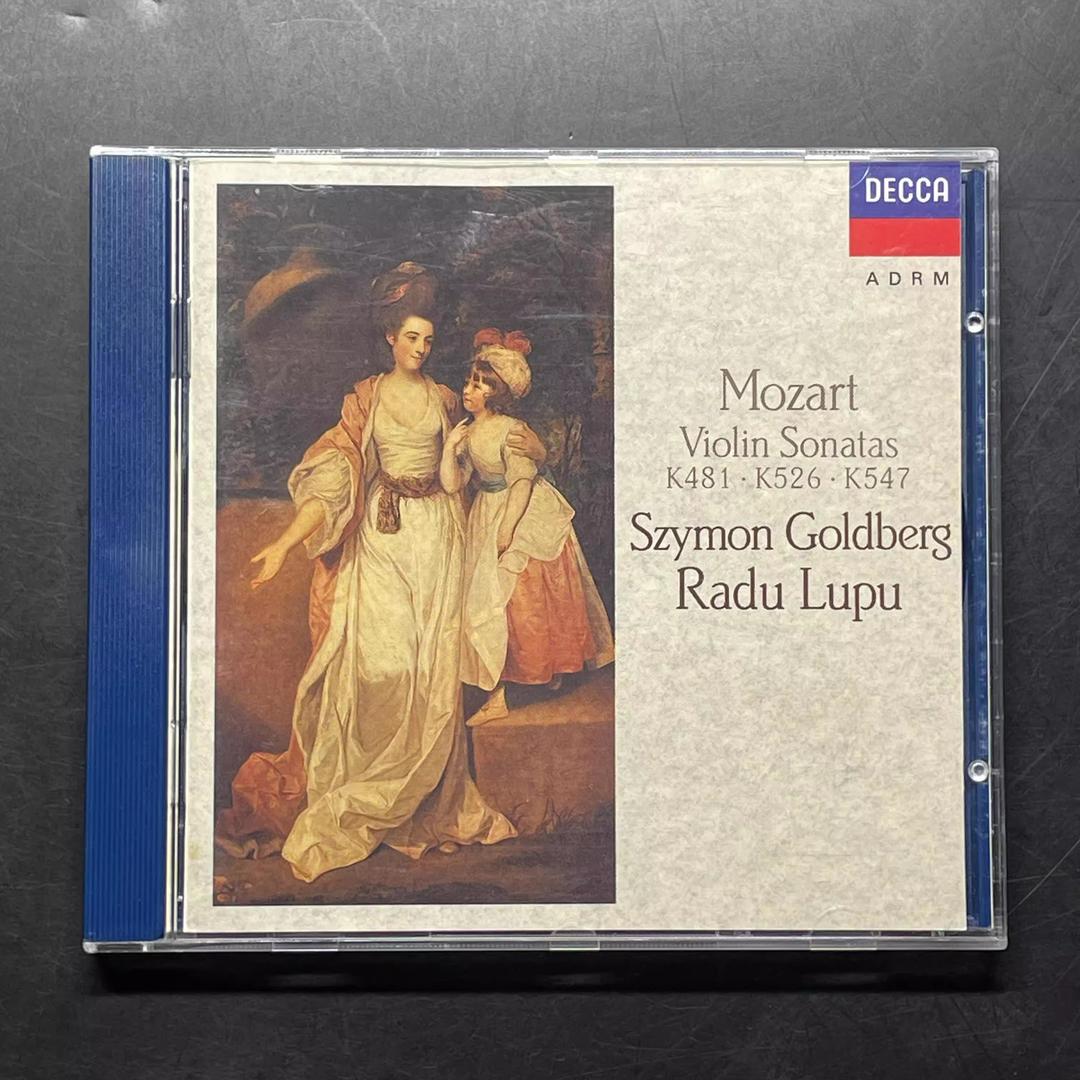 DECCA
ADRM
Mozart
Violin Sonatas
K481 · K526 · K547
Szymon Goldberg
Radu Lupu